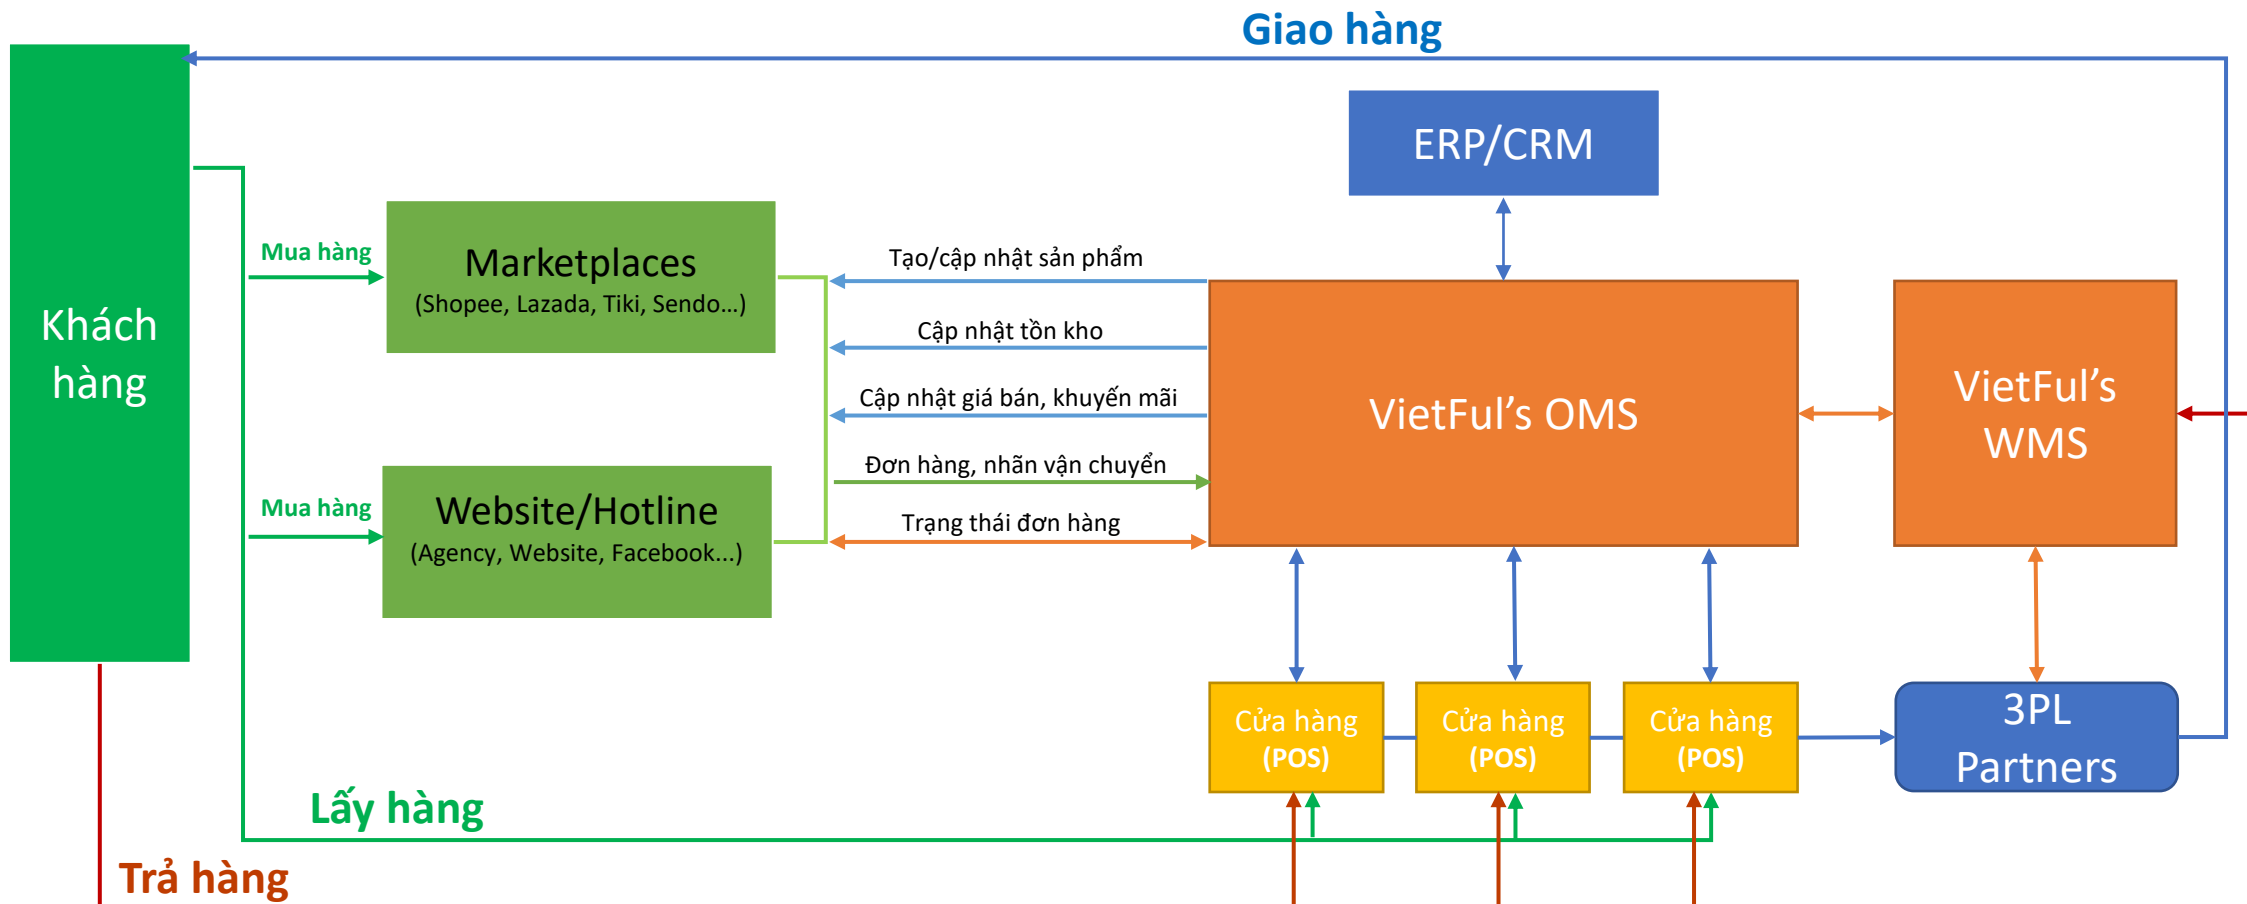 Giao hàng
ERP/CRM
Khách
hàng
Mua hàng
Marketplaces
(Shopee, Lazada, Tiki, Sendo...)
Mua hàng
Website/Hotline
(Agency, Website, Facebook...)
Tạo/cập nhật sản phẩm
Cập nhật tồn kho
Cập nhật giá bán, khuyến mãi
Đơn hàng, nhãn vận chuyển
Trạng thái đơn hàng
VietFul's OMS
VietFul's
WMS
Cửa hàng
(POS)
Cửa hàng
(POS)
Cửa hàng
(POS)
3PL
Partners
Lấy hàng
Trả hàng